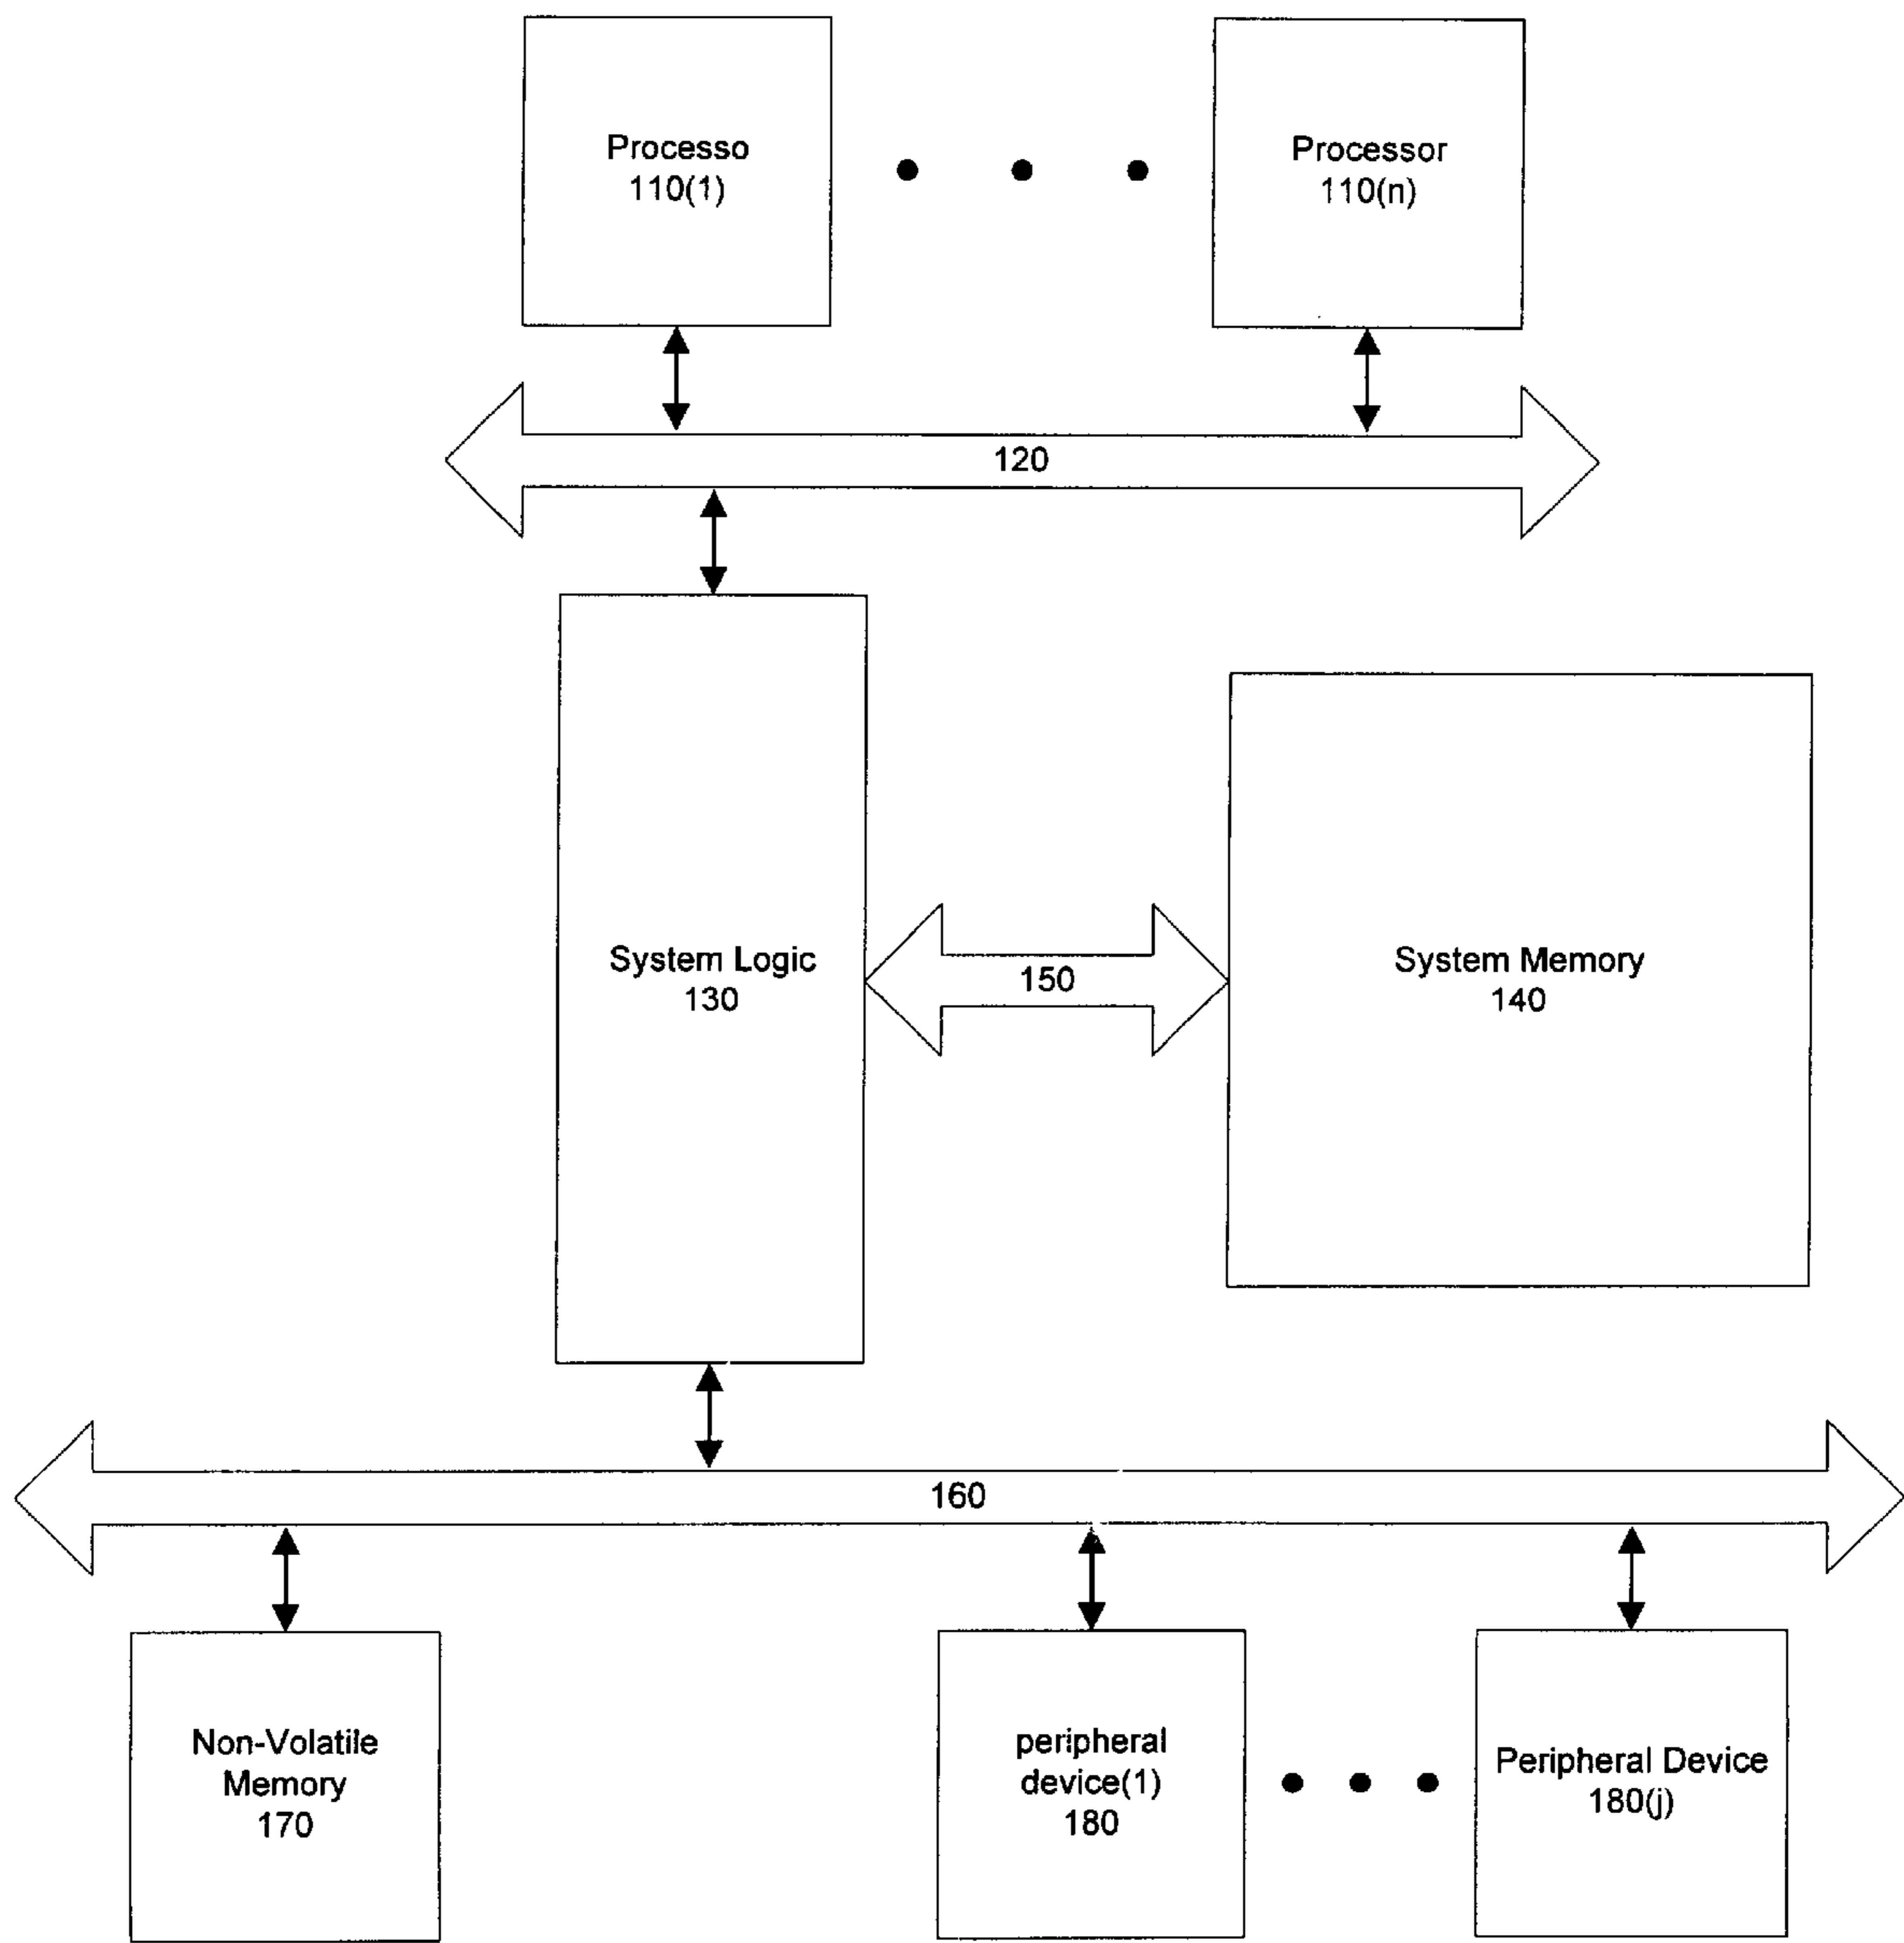 Processo
110(1)
Processor
110(n)
120
System Logic
130
150
System Memory
140
160
Non-Volatile
Memory
170
peripheral
device(1)
180
Peripheral Device
180(j)